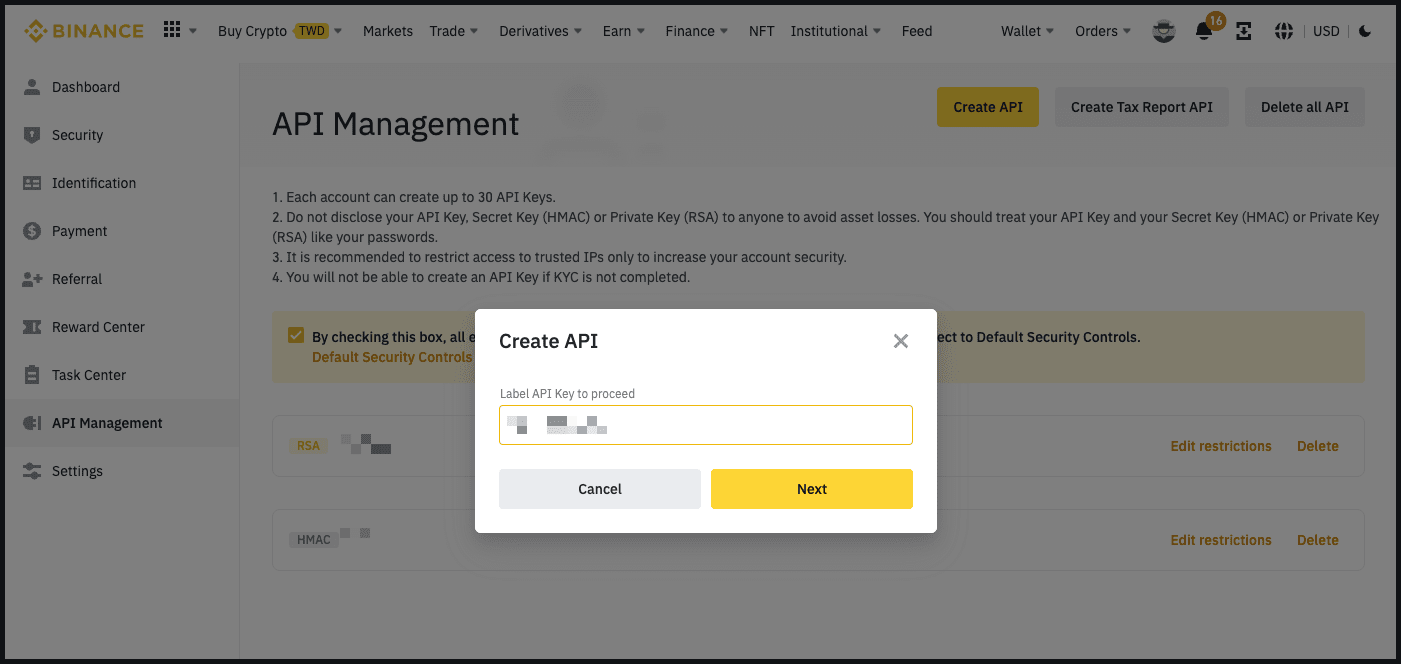 BINANCE
Buy Crypto TWD Markets Trade Derivatives Earn Finance NFT Institutional Feed Wallet Orders 16 USD
Dashboard
Security
Identification
Payment
Referral
Reward Center
Task Center
API Management
Settings
API Management
Create API Create Tax Report API Delete all API
1. Each account can create up to 30 API Keys.
2. Do not disclose your API Key, Secret Key (HMAC) or Private Key (RSA) to anyone to avoid asset losses. You should treat your API Key and your Secret Key (HMAC) or Private Key
(RSA) like your passwords.
3. It is recommended to restrict access to trusted IPs only to increase your account security.
4. You will not be able to create an API Key if KYC is not completed.
By checking this box, all e
ect to Default Security Controls.
Default Security Controls
RSA
Edit restrictions Delete
HMAC
Edit restrictions Delete
Create API
Label API Key to proceed
Cancel Next